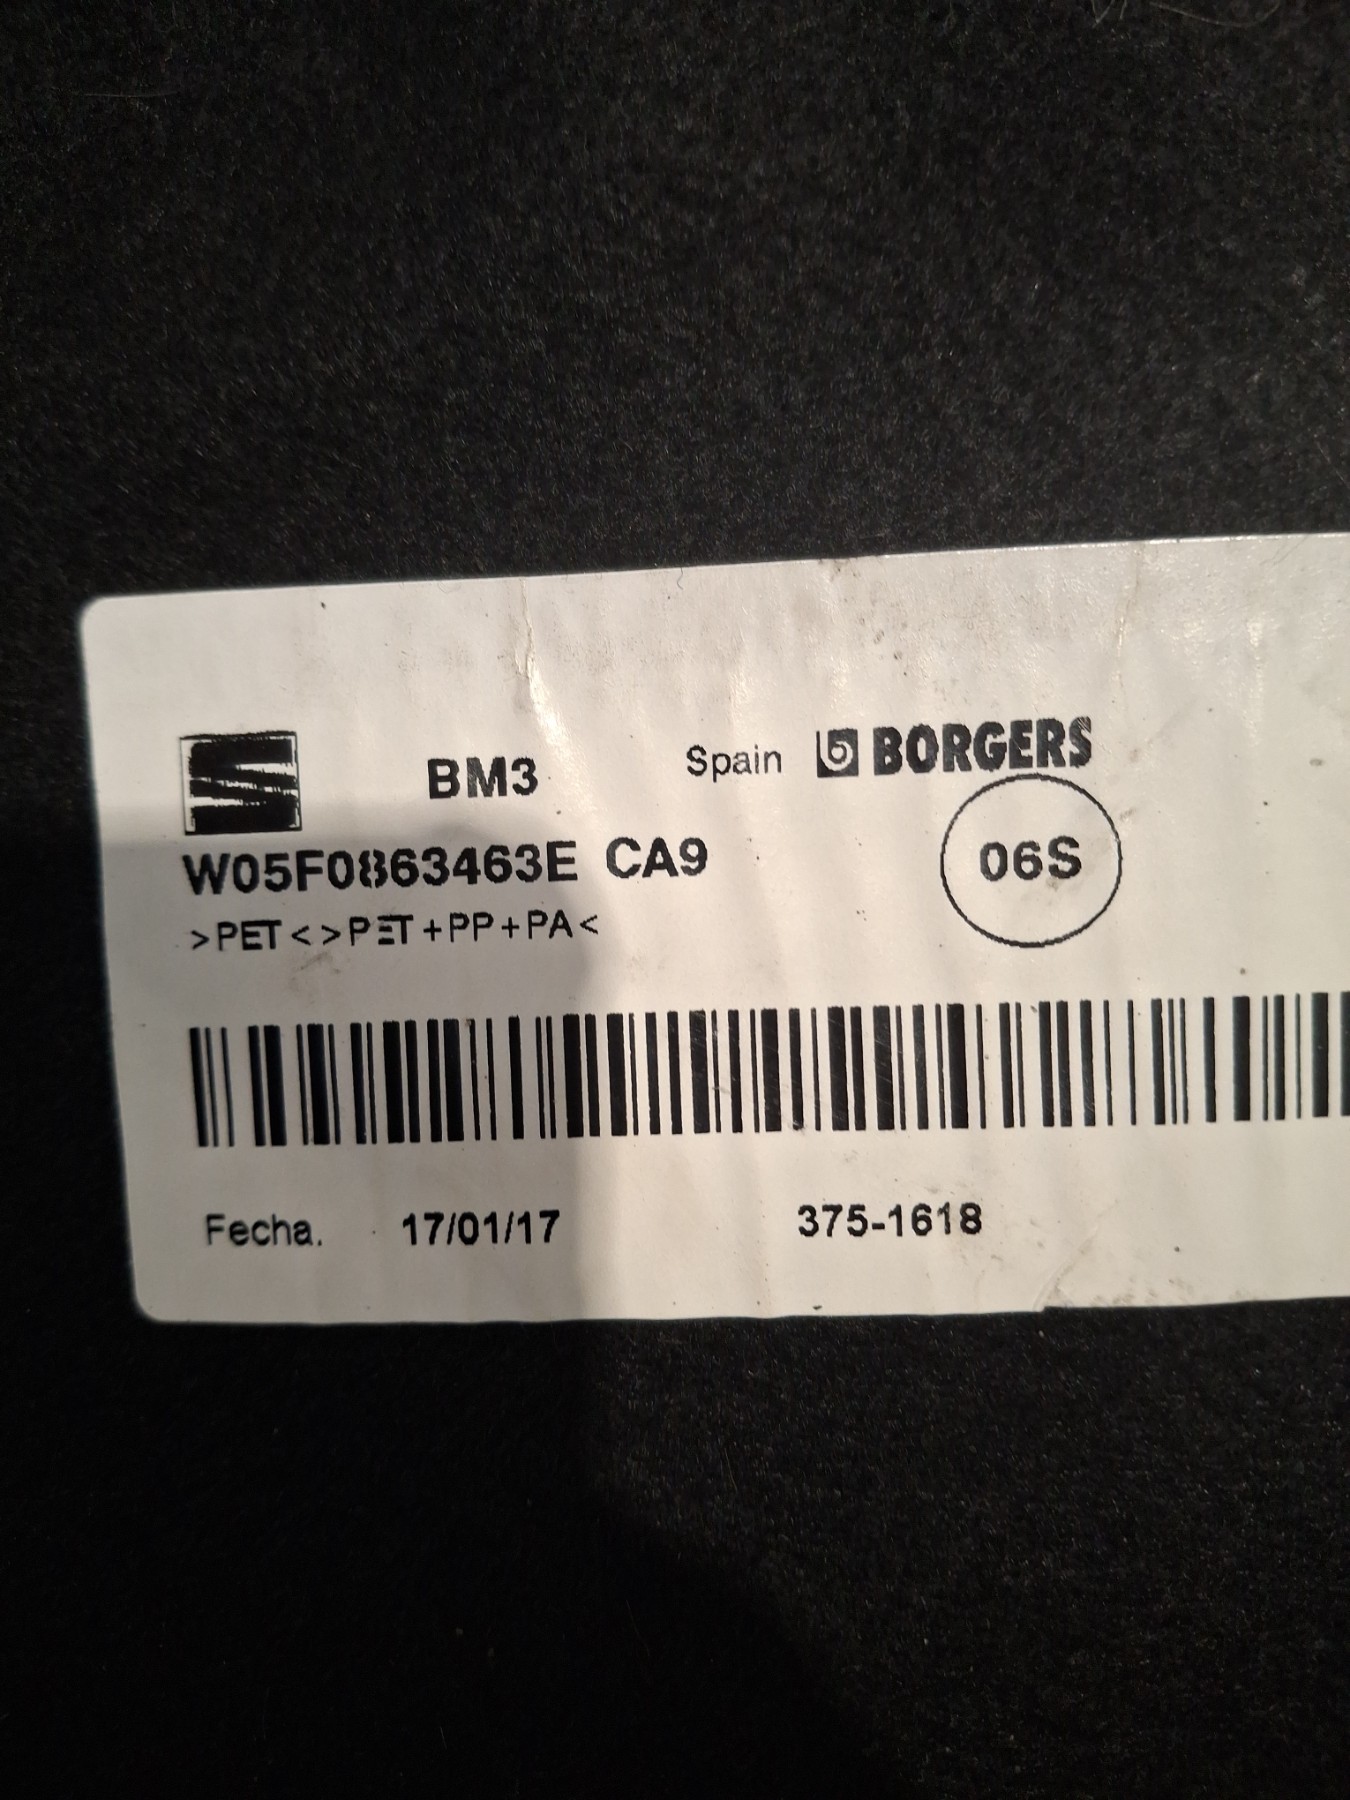 BM3 Spain BORGERS
W05F0863463E CA9 06S
>PET<>PET+PP+PA<
Fecha. 17/01/17 375-1618